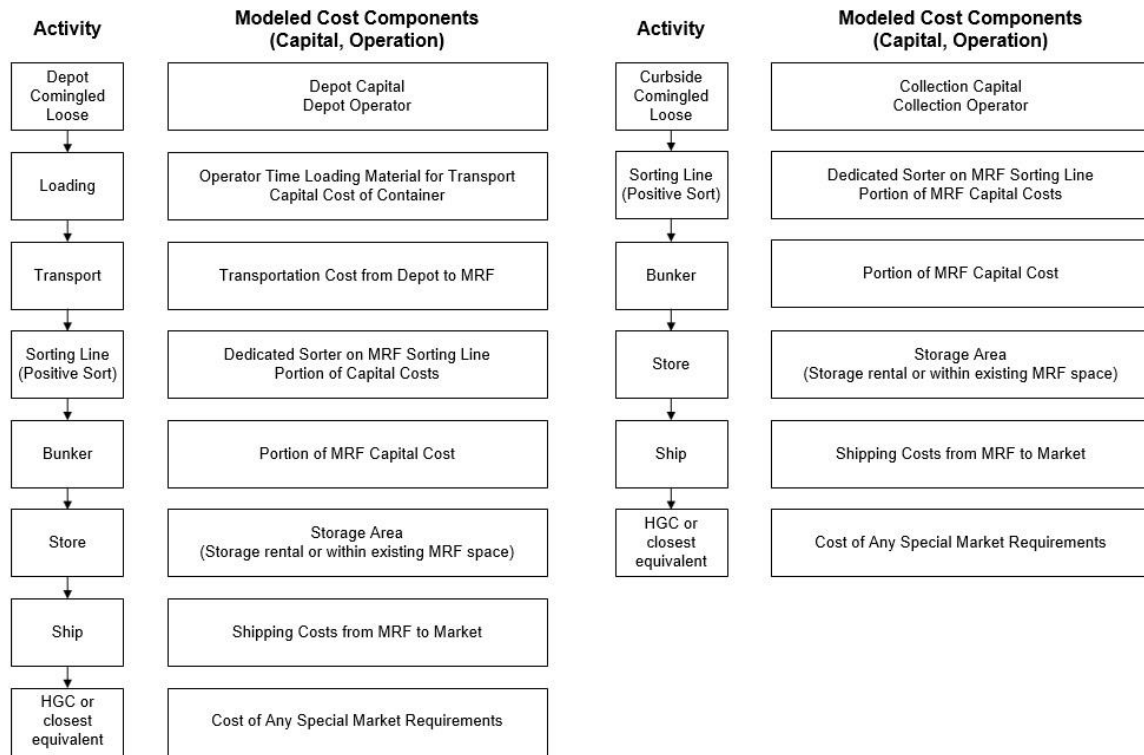 Activity
Modeled Cost Components
(Capital, Operation)
Depot
Comingled
Loose
Depot Capital
Depot Operator
Loading
Operator Time Loading Material for Transport
Capital Cost of Container
Transport
Transportation Cost from Depot to MRF
Sorting Line
(Positive Sort)
Dedicated Sorter on MRF Sorting Line
Portion of Capital Costs
Bunker
Portion of MRF Capital Cost
Store
Storage Area
(Storage rental or within existing MRF space)
Ship
Shipping Costs from MRF to Market
HGC or
closest
equivalent
Cost of Any Special Market Requirements
Activity
Modeled Cost Components
(Capital, Operation)
Curbside
Comingled
Loose
Collection Capital
Collection Operator
Sorting Line
(Positive Sort)
Dedicated Sorter on MRF Sorting Line
Portion of MRF Capital Costs
Bunker
Portion of MRF Capital Cost
Store
Storage Area
(Storage rental or within existing MRF space)
Ship
Shipping Costs from MRF to Market
HGC or
closest
equivalent
Cost of Any Special Market Requirements